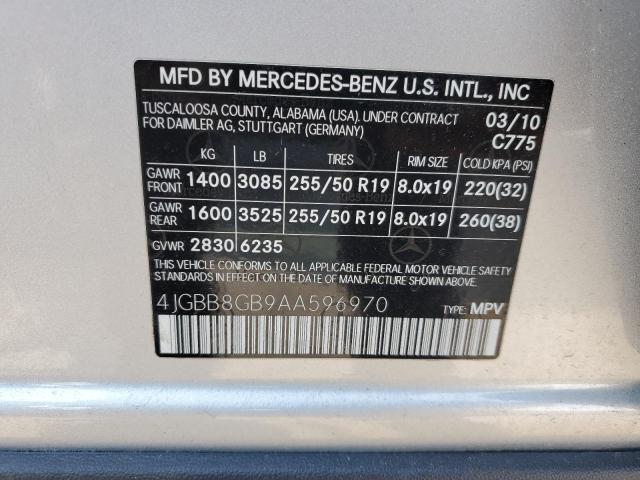 MFD BY MERCEDES-BENZ U.S. INTL., INC
TUSCALOOSA COUNTY, ALABAMA (USA). UNDER CONTRACT 03/10
FOR DAIMLER AG, STUTTGART (GERMANY) C775
KG LB TIRES RIM SIZE COLD KPA (PSI)
GAWR FRONT 1400 3085 255/50 R19 8.0x19 220(32)
GAWR REAR 1600 3525 255/50 R19 8.0x19 260(38)
GVWR 2830 6235
THIS VEHICLE CONFORMS TO ALL APPLICABLE FEDERAL MOTOR VEHICLE SAFETY
STANDARDS IN EFFECT ON THE DATE OF MANUFACTURE SHOWN ABOVE.
4JGBB8GB9AA596970 TYPE: MPV